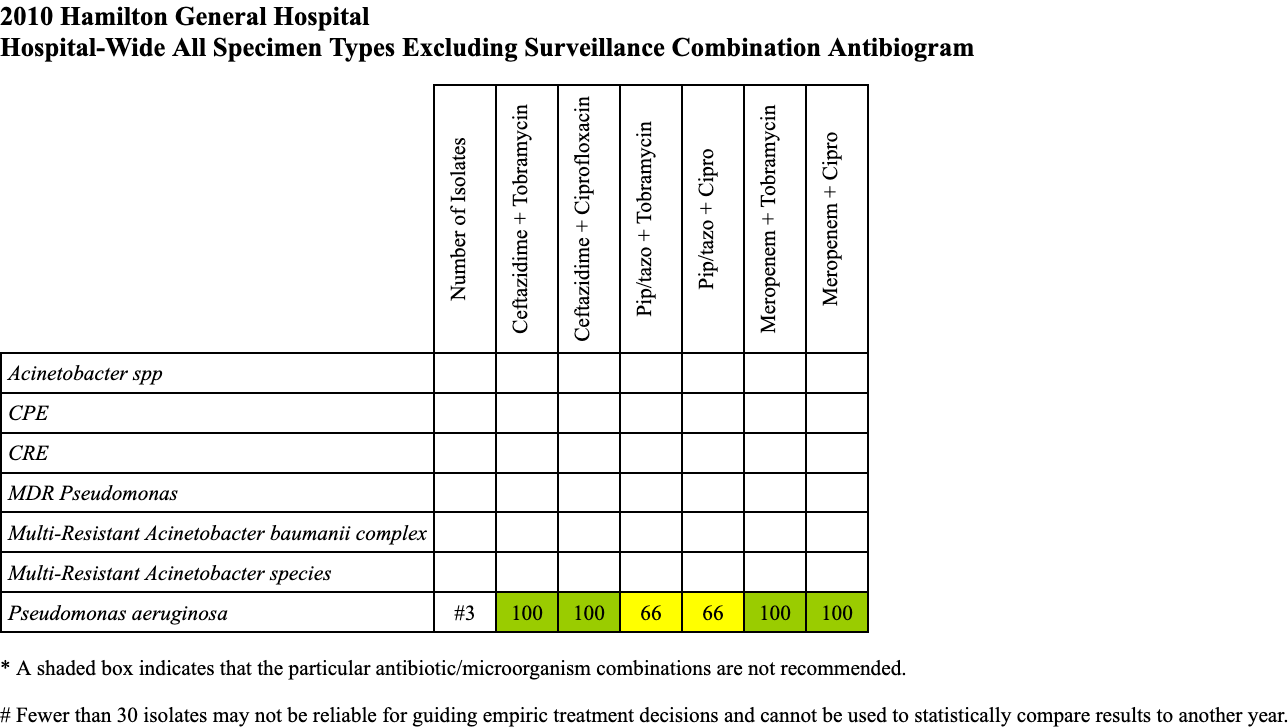 2010 Hamilton General Hospital
Hospital-Wide All Specimen Types Excluding Surveillance Combination Antibiogram
Number of Isolates
Ceftazidime + Tobramycin
Ceftazidime + Ciprofloxacin
Pip/tazo + Tobramycin
Pip/tazo + Cipro
Meropenem + Tobramycin
Meropenem + Cipro
Acinetobacter spp
CPE
CRE
MDR Pseudomonas
Multi-Resistant Acinetobacter baumanii complex
Multi-Resistant Acinetobacter species
Pseudomonas aeruginosa #3 100 100 66 66 100 100
* A shaded box indicates that the particular antibiotic/microorganism combinations are not recommended.
# Fewer than 30 isolates may not be reliable for guiding empiric treatment decisions and cannot be used to statistically compare results to another year.